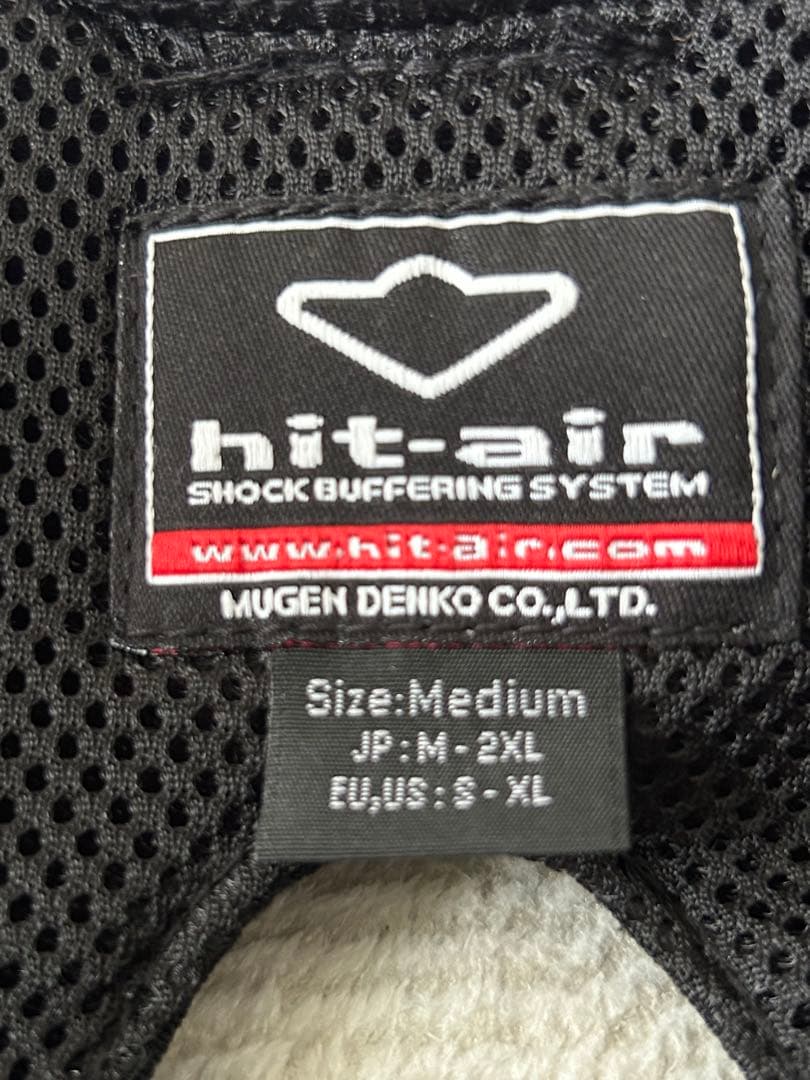 hit-air
SHOCK BUFFERING SYSTEM
www.hit-air.com
MUGEN DENKO CO.,LTD.
Size:Medium
JP:M-2XL
EU,US:S-XL